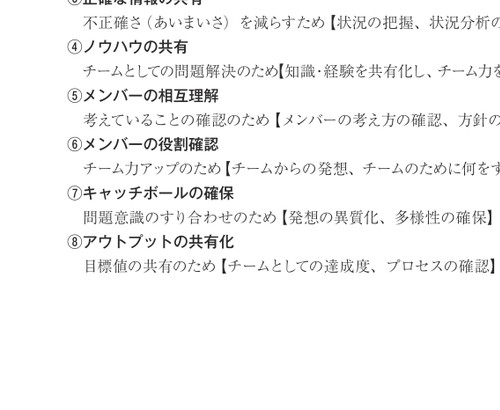 ③正確な情報の共有
不正確さ（あいまいさ）を減らすため【状況の把握、状況分析の
④ノウハウの共有
チームとしての問題解決のため【知識・経験を共有化し、チーム力を
⑤メンバーの相互理解
考えていることの確認のため【メンバーの考え方の確認、方針の
⑥メンバーの役割確認
チーム力アップのため【チームからの発想、チームのために何をす
⑦キャッチボールの確保
問題意識のすり合わせのため【発想の異質化、多様性の確保】
⑧アウトプットの共有化
目標値の共有のため【チームとしての達成度、プロセスの確認】